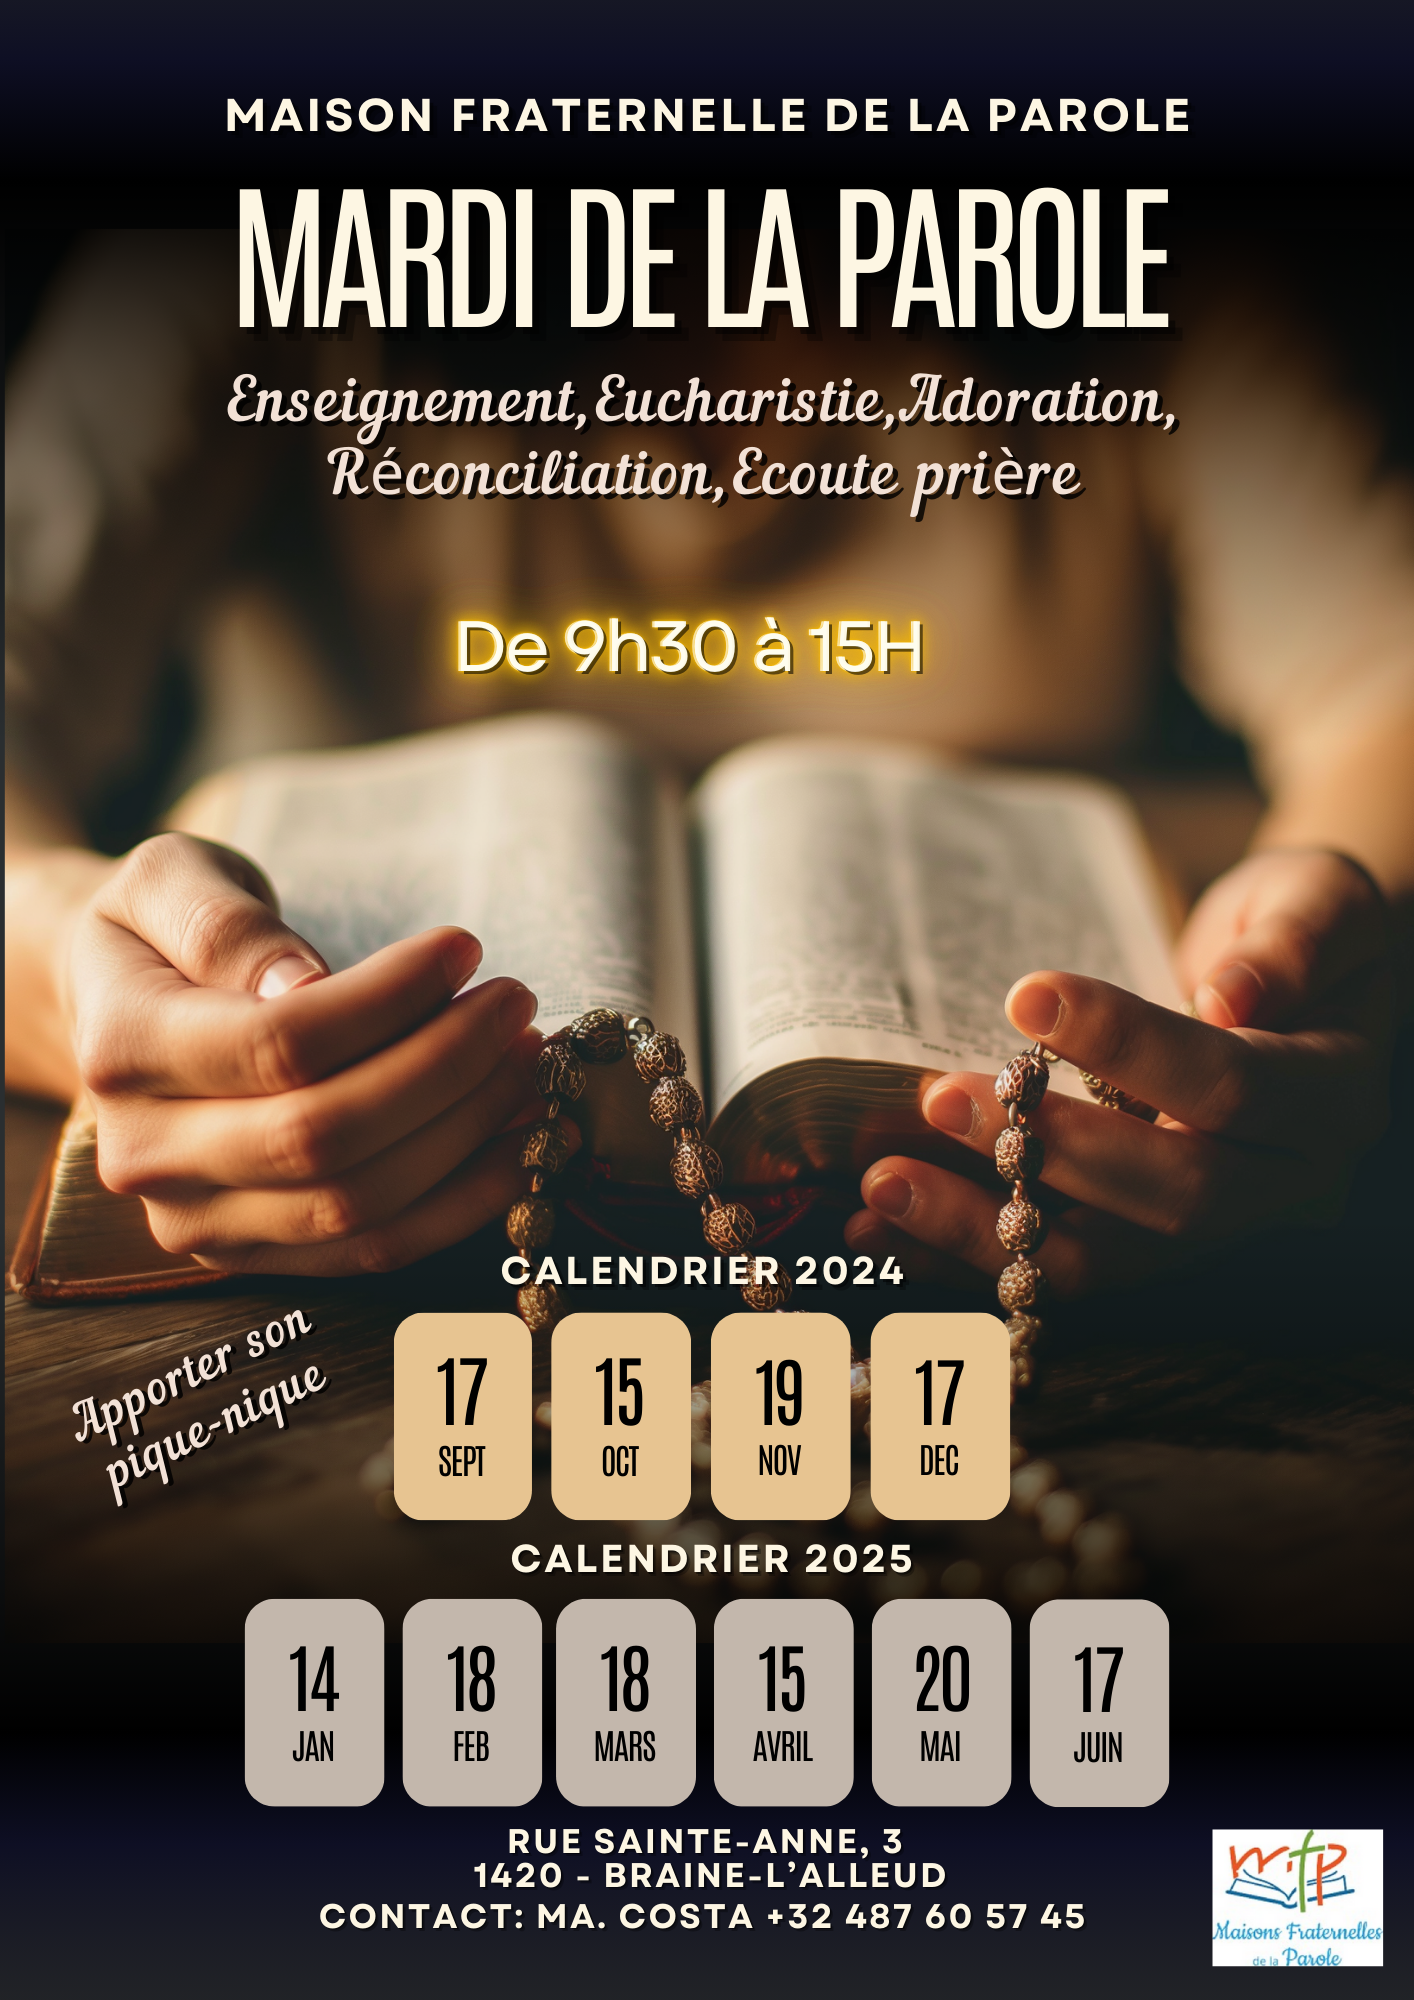 MAISON FRATERNELLE DE LA PAROLE
MARDI DE LA PAROLE
Enseignement,Eucharistie,Adoration,
Réconciliation,Ecoute prière
De 9h30 à 15H
CALENDRIER 2024
Apporter son
pique-nique
17
SEPT
15
OCT
19
NOV
17
DEC
CALENDRIER 2025
14
JAN
18
FEB
18
MARS
15
AVRIL
20
MAI
17
JUIN
RUE SAINTE-ANNE, 3
1420 - BRAINE-L’ALLEUD
CONTACT: MA. COSTA +32 487 60 57 45
mfp
Maisons Fraternelles
de la Parole